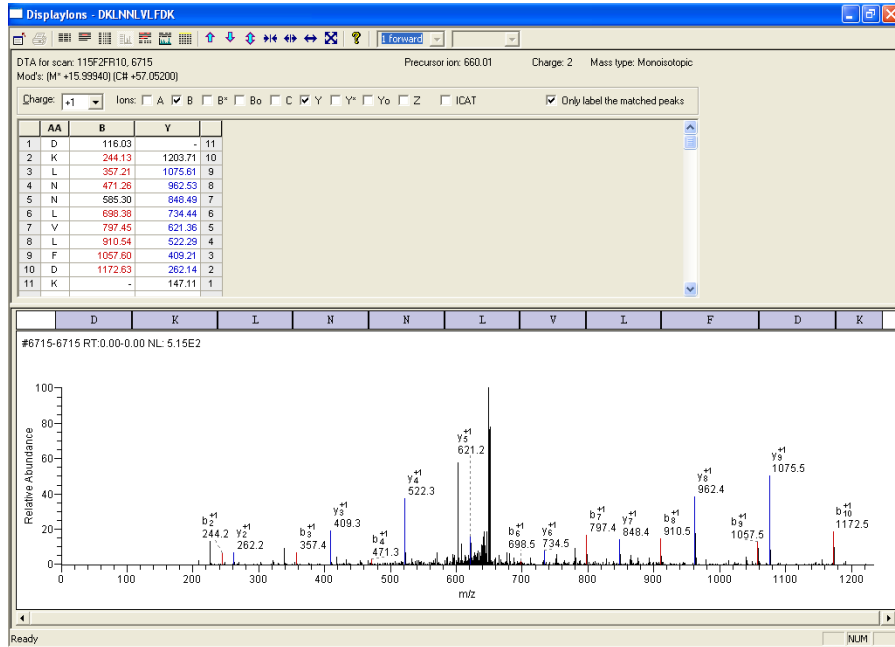 DisplayIons - DKLNNLVLFDK
1 forward
DTA for scan: 115F2FR10, 6715 Precursor ion: 660.01 Charge: 2 Mass type: Monoisotopic
Mod's: (M* +15.99940) (C# +57.05200)
Charge: +1 Ions: A B B* Bo C Y Y* Yo Z ICAT Only label the matched peaks
AA B Y
1 D 116.03 - 11
2 K 244.13 1203.71 10
3 L 357.21 1075.61 9
4 N 471.26 962.53 8
5 N 585.30 848.49 7
6 L 698.38 734.44 6
7 V 797.45 621.36 5
8 L 910.54 522.29 4
9 F 1057.60 409.21 3
10 D 1172.63 262.14 2
11 K - 147.11 1
D K L N N L V L F D K
#6715-6715 RT:0.00-0.00 NL: 5.15E2
100
80
60
40
20
0
Relative Abundance
b2 +1
244.2
y2 +1
262.2
b3 +1
357.4
y3 +1
409.3
b4 +1
471.3
y4 +1
522.3
y5 +1
621.2
b6 +1
698.5
y6 +1
734.5
b7 +1
797.4
y7 +1
848.4
b8 +1
910.5
y8 +1
962.4
b9 +1
1057.5
y9 +1
1075.5
b10 +1
1172.5
0 100 200 300 400 500 600 700 800 900 1000 1100 1200
m/z
Ready NUM